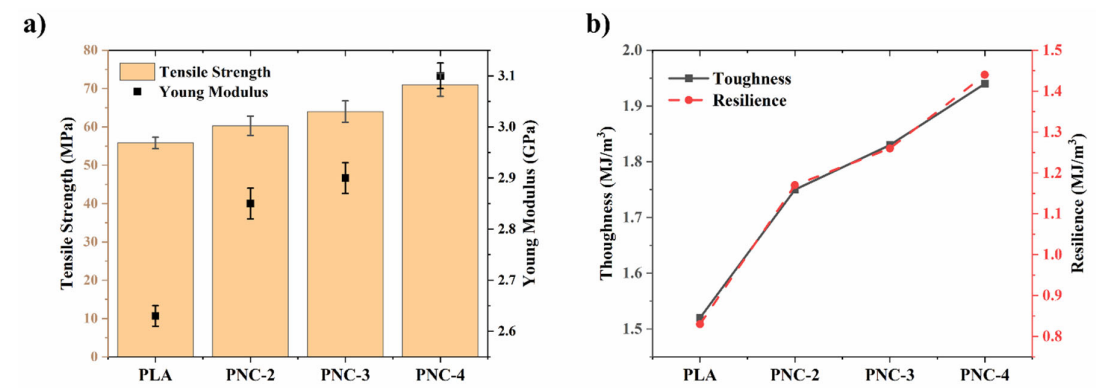 a)
Tensile Strength (MPa)
80
70
60
50
40
30
20
10
0
Tensile Strength
Young Modulus
3.1
3.0
2.9
2.8
2.7
2.6
Young Modulus (GPa)
PLA PNC-2 PNC-3 PNC-4
b)
Thoughness (MJ/m³)
2.0
1.9
1.8
1.7
1.6
1.5
Toughness
Resilience
1.5
1.4
1.3
1.2
1.1
1.0
0.9
0.8
Resilience (MJ/m³)
PLA PNC-2 PNC-3 PNC-4